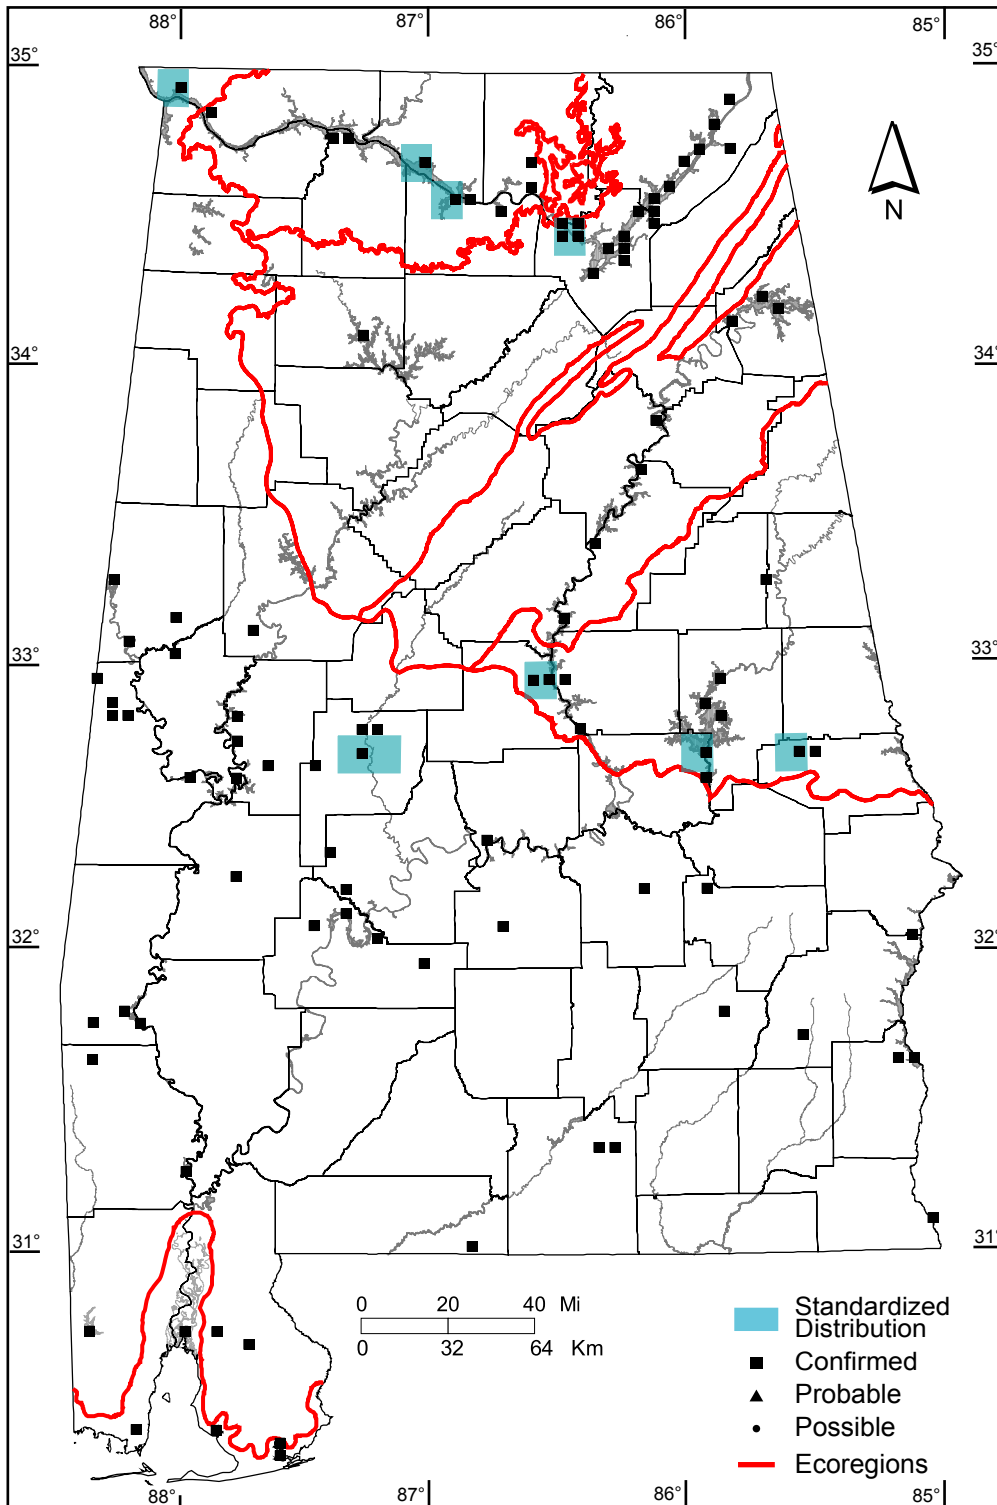 88° 87° 86° 85°
35° 35°
N
34° 34°
33° 33°
32° 32°
31° 31°
0 20 40 Mi
0 32 64 Km
Standardized
Distribution
Confirmed
Probable
Possible
Ecoregions
88° 87° 86° 85°